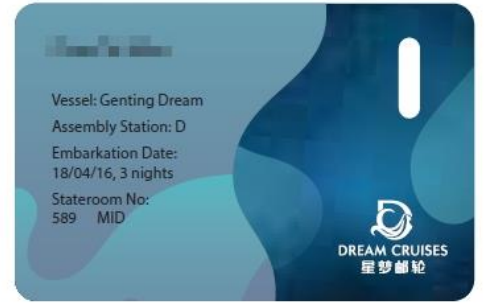 Vessel: Genting Dream
Assembly Station: D
Embarkation Date:
18/04/16, 3 nights
Stateroom No:
589 MID
DREAM CRUISES
星梦邮轮